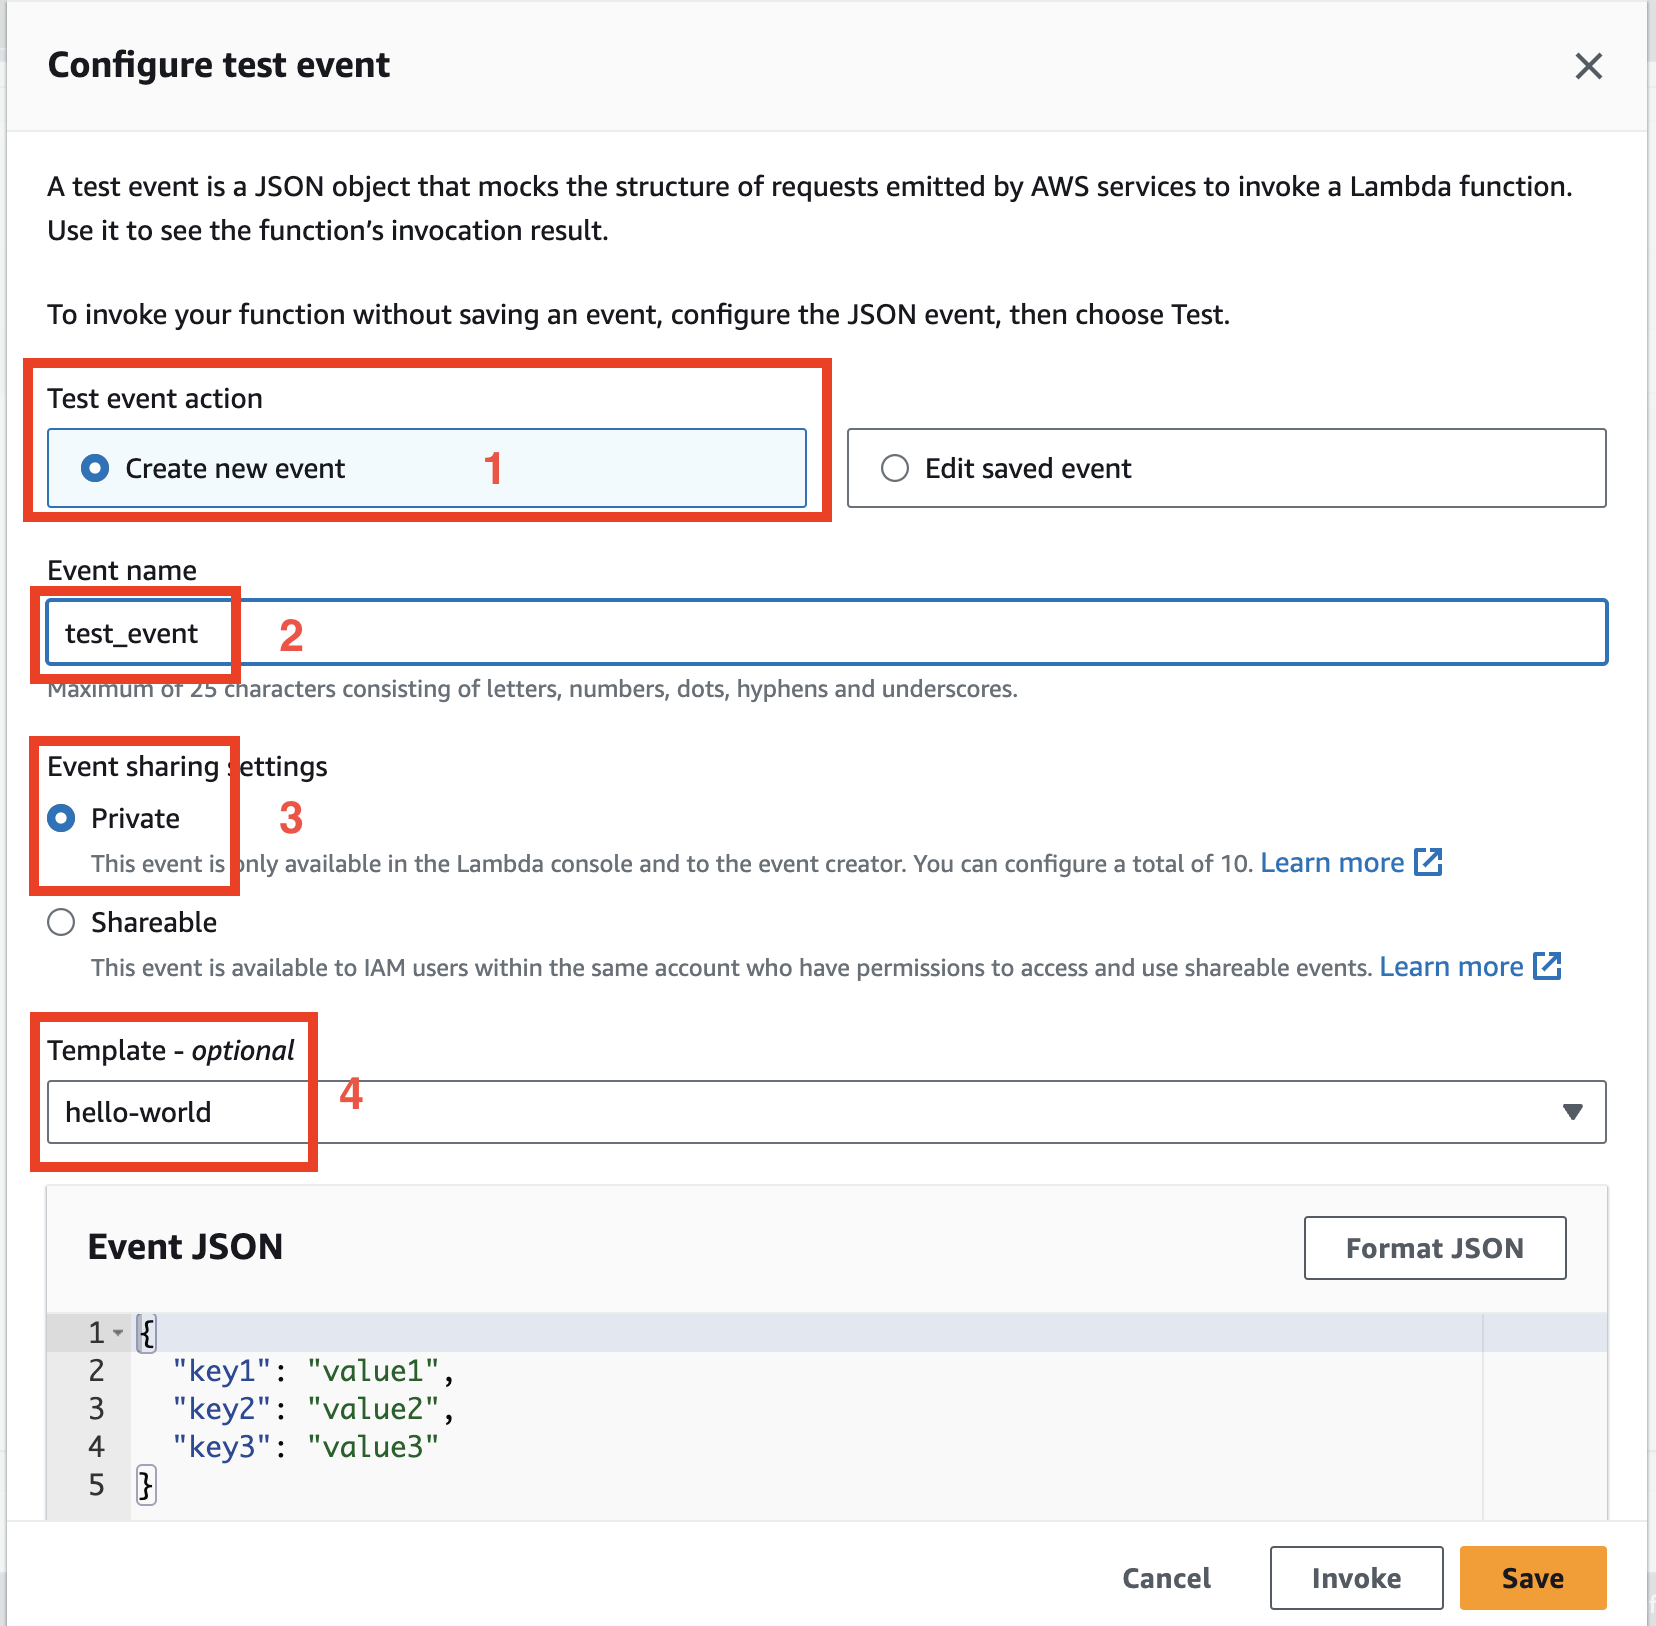 Configure test event
A test event is a JSON object that mocks the structure of requests emitted by AWS services to invoke a Lambda function.
Use it to see the function’s invocation result.
To invoke your function without saving an event, configure the JSON event, then choose Test.
Test event action
Create new event 1
Edit saved event
Event name
test_event 2
Maximum of 25 characters consisting of letters, numbers, dots, hyphens and underscores.
Event sharing settings
Private 3
This event is only available in the Lambda console and to the event creator. You can configure a total of 10. Learn more
Shareable
This event is available to IAM users within the same account who have permissions to access and use shareable events. Learn more
Template - optional
4
hello-world
Event JSON
Format JSON
1 {
2 "key1": "value1",
3 "key2": "value2",
4 "key3": "value3"
5 }
Cancel
Invoke
Save